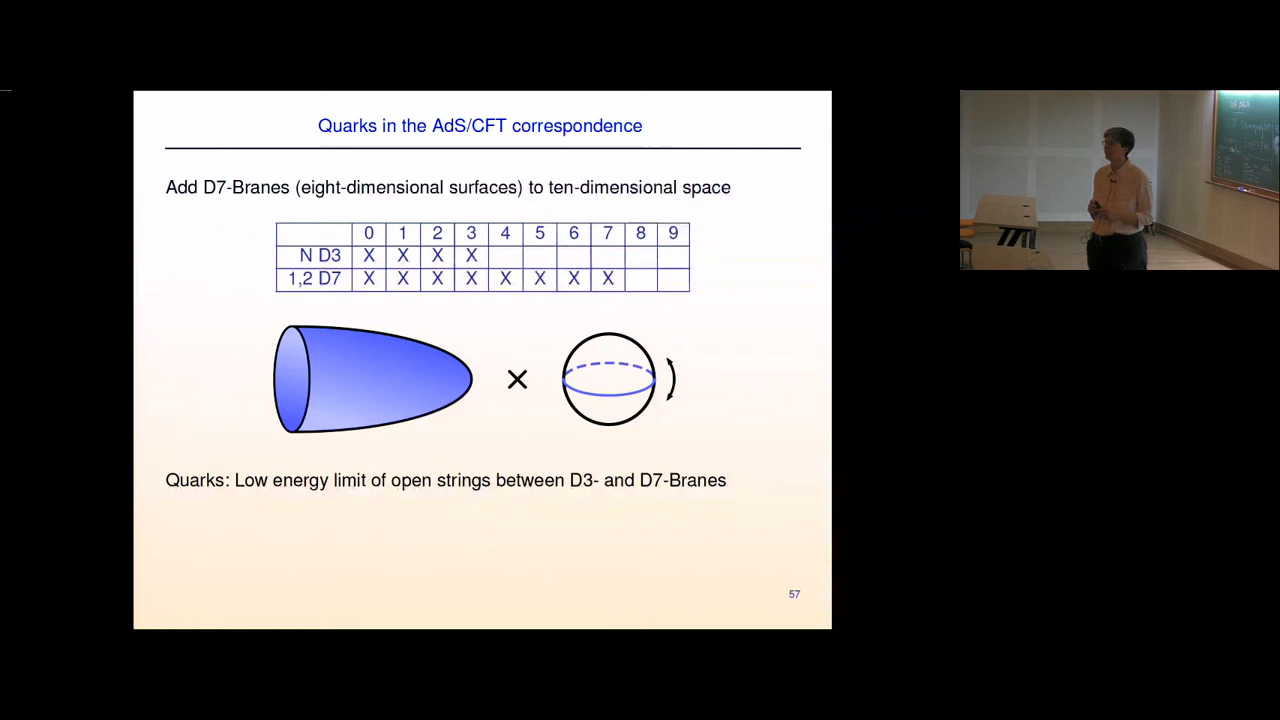 Quarks in the AdS/CFT correspondence
Add D7-Branes (eight-dimensional surfaces) to ten-dimensional space
0 1 2 3 4 5 6 7 8 9
N D3 X X X X
1,2 D7 X X X X X X X X
×
Quarks: Low energy limit of open strings between D3- and D7-Branes
57